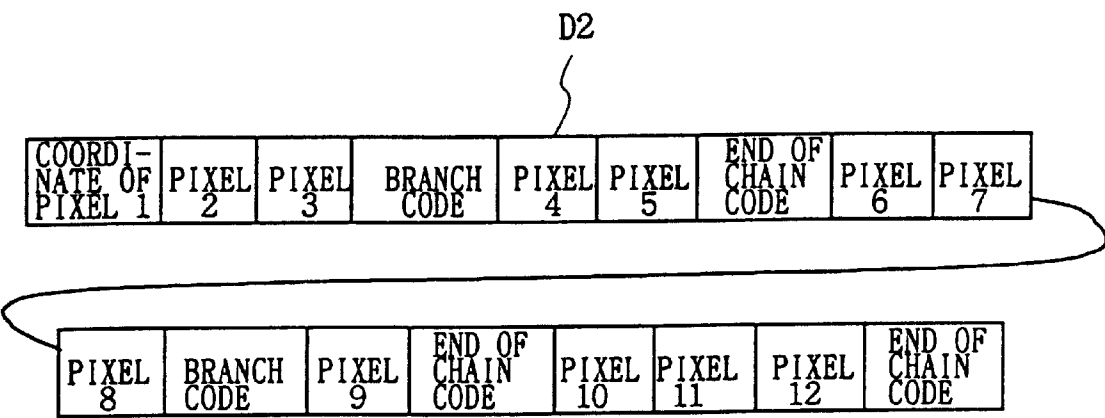 D2
COORDI-
NATE OF
PIXEL 1
PIXEL
2
PIXEL
3
BRANCH
CODE
PIXEL
4
PIXEL
5
END OF
CHAIN
CODE
PIXEL
6
PIXEL
7
PIXEL
8
BRANCH
CODE
PIXEL
9
END OF
CHAIN
CODE
PIXEL
10
PIXEL
11
PIXEL
12
END OF
CHAIN
CODE